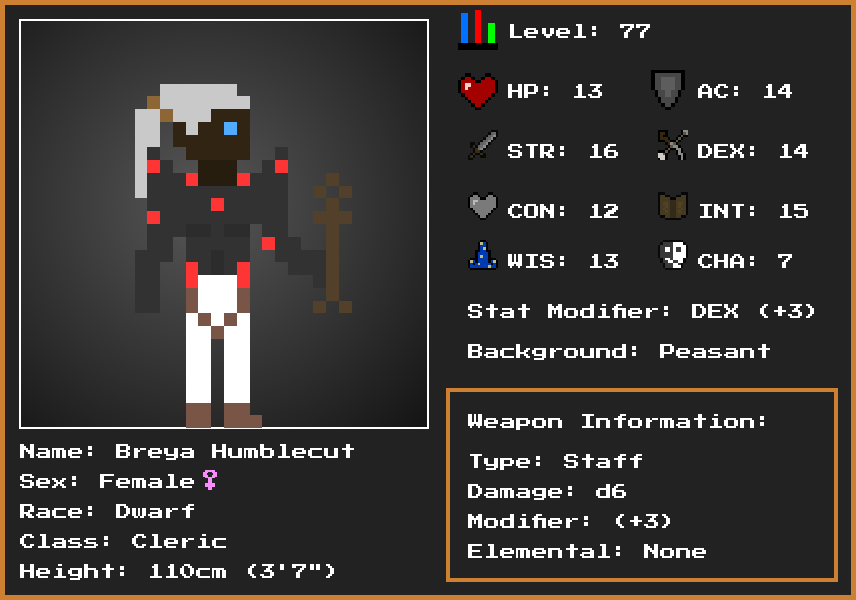 Level: 77
HP: 13
AC: 14
STR: 16
DEX: 14
CON: 12
INT: 15
WIS: 13
CHA: 7
Stat Modifier: DEX (+3)
Background: Peasant
Weapon Information:
Type: Staff
Damage: d6
Modifier: (+3)
Elemental: None
Name: Breya Humblecut
Sex: Female♀
Race: Dwarf
Class: Cleric
Height: 110cm (3'7")